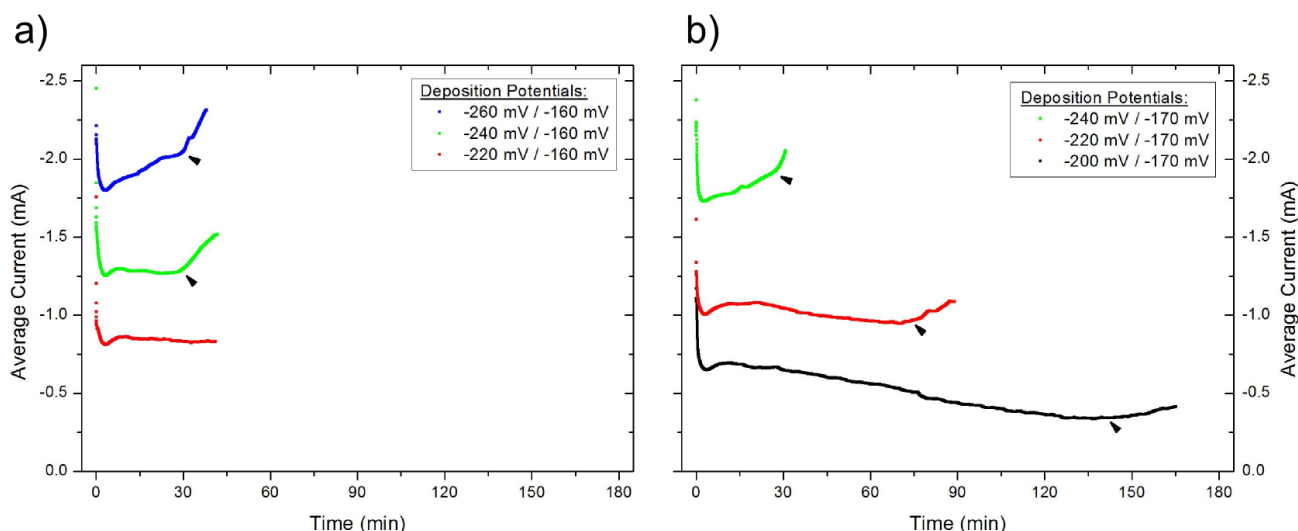 a)
-2.5
-2.0
-1.5
-1.0
-0.5
0.0
Average Current (mA)
Deposition Potentials:
-260 mV / -160 mV
-240 mV / -160 mV
-220 mV / -160 mV
0 30 60 90 120 150 180
Time (min)
b)
Deposition Potentials:
-240 mV / -170 mV
-220 mV / -170 mV
-200 mV / -170 mV
-2.5
-2.0
-1.5
-1.0
-0.5
0.0
Average Current (mA)
0 30 60 90 120 150 180
Time (min)